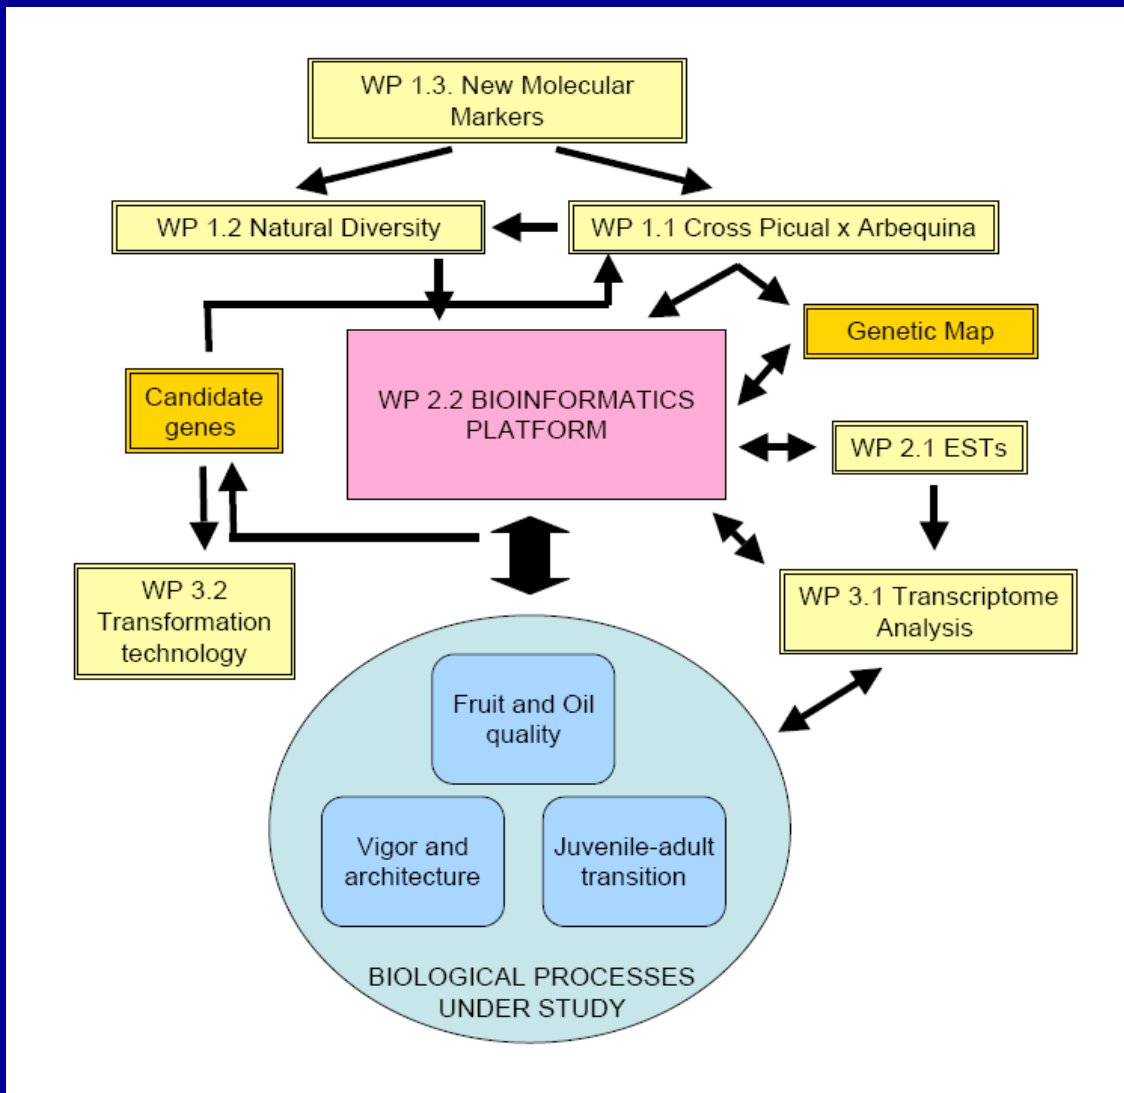 WP 1.3. New Molecular
Markers
WP 1.2 Natural Diversity
WP 1.1 Cross Picual x Arbequina
Genetic Map
Candidate
genes
WP 2.2 BIOINFORMATICS
PLATFORM
WP 2.1 ESTs
WP 3.2
Transformation
technology
WP 3.1 Transcriptome
Analysis
Fruit and Oil
quality
Vigor and
architecture
Juvenile-adult
transition
BIOLOGICAL PROCESSES
UNDER STUDY